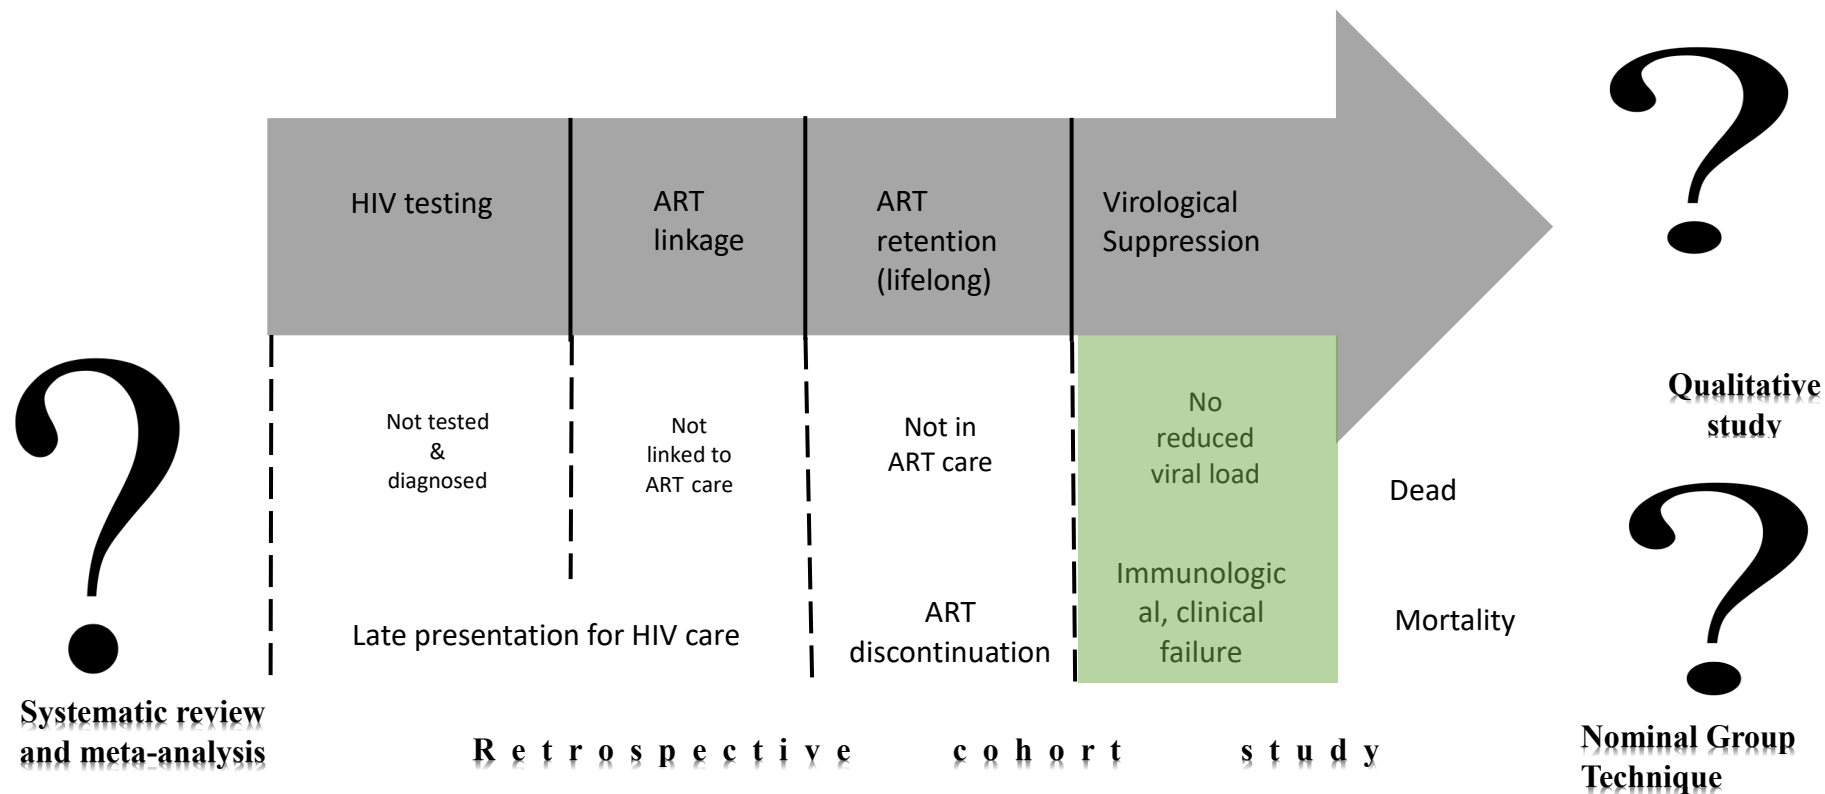 HIV testing
ART
linkage
ART
retention
(lifelong)
Virological
Suppression
?
?
Not tested
&
diagnosed
Not
linked to
ART care
Not in
ART care
No
reduced
viral load
Dead
Qualitative
study
Late presentation for HIV care
ART
discontinuation
Immunologic
al, clinical
failure
Mortality
?
Systematic review
and meta-analysis
Retrospective cohort study
Nominal Group
Technique